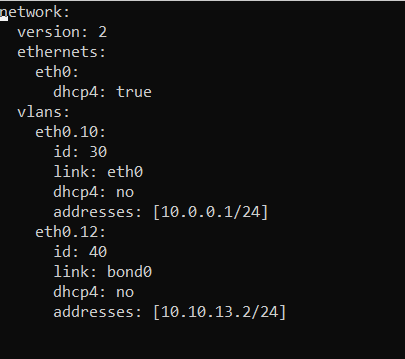 network:
  version: 2
  ethernets:
    eth0:
      dhcp4: true
  vlans:
    eth0.10:
      id: 30
      link: eth0
      dhcp4: no
      addresses: [10.0.0.1/24]
    eth0.12:
      id: 40
      link: bond0
      dhcp4: no
      addresses: [10.10.13.2/24]